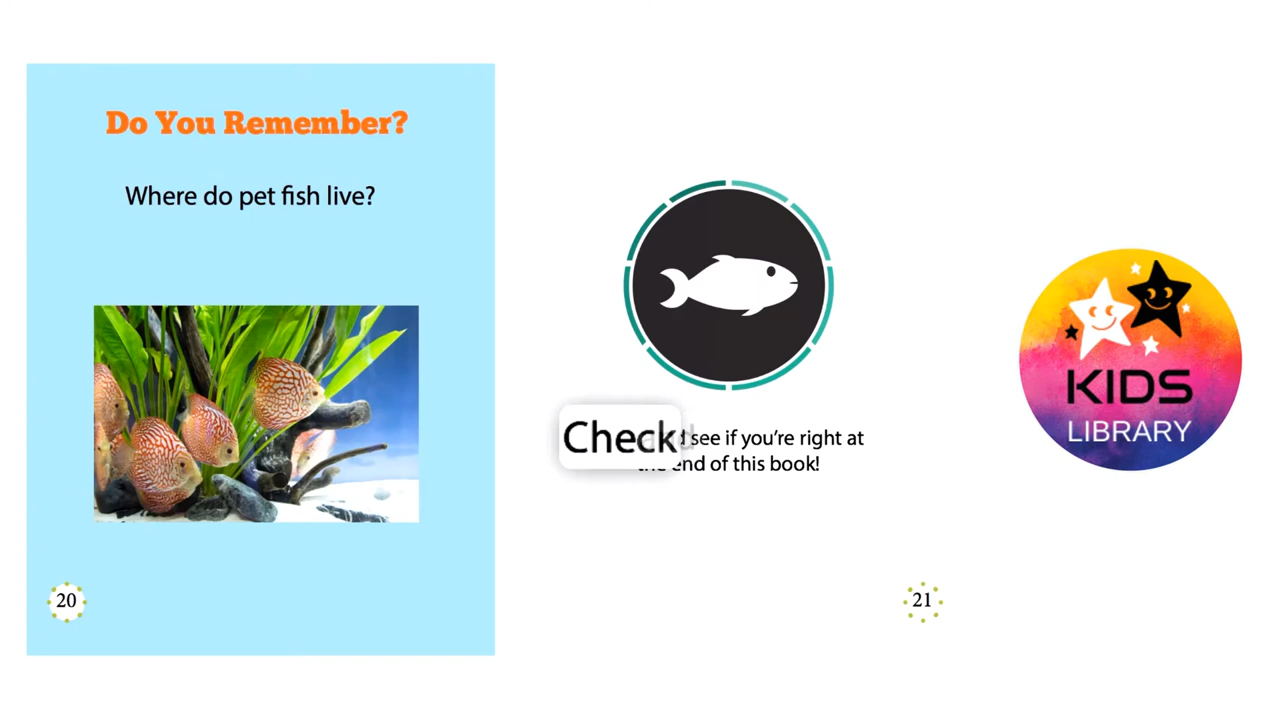 Do You Remember?
Where do pet fish live?
20
Check see if you're right at
end of this book!
21
KIDS
LIBRARY